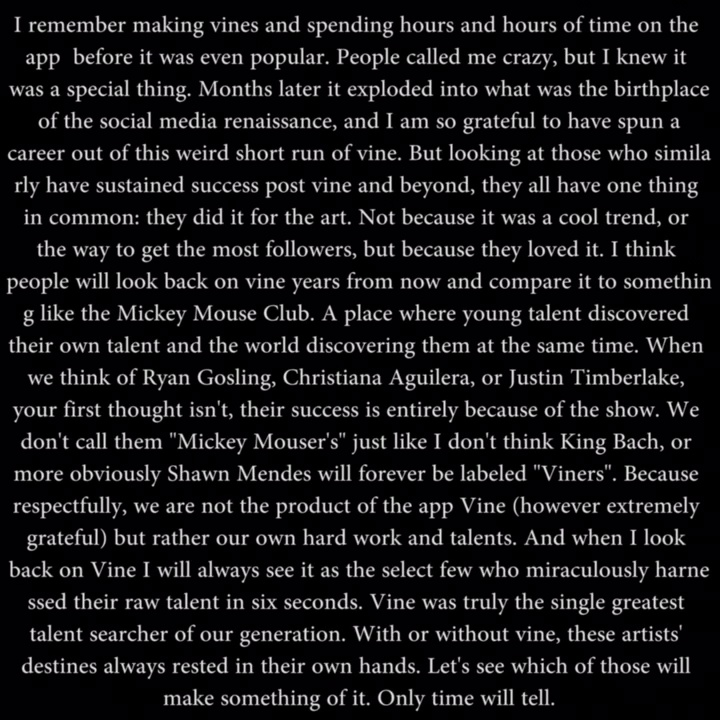 I remember making vines and spending hours and hours of time on the
app  before it was even popular. People called me crazy, but I knew it
was a special thing. Months later it exploded into what was the birthplace
of the social media renaissance, and I am so grateful to have spun a
career out of this weird short run of vine. But looking at those who simila
rly have sustained success post vine and beyond, they all have one thing
in common: they did it for the art. Not because it was a cool trend, or
the way to get the most followers, but because they loved it. I think
people will look back on vine years from now and compare it to somethin
g like the Mickey Mouse Club. A place where young talent discovered
their own talent and the world discovering them at the same time. When
we think of Ryan Gosling, Christiana Aguilera, or Justin Timberlake,
your first thought isn't, their success is entirely because of the show. We
don't call them "Mickey Mouser's" just like I don't think King Bach, or
more obviously Shawn Mendes will forever be labeled "Viners". Because
respectfully, we are not the product of the app Vine (however extremely
grateful) but rather our own hard work and talents. And when I look
back on Vine I will always see it as the select few who miraculously harne
ssed their raw talent in six seconds. Vine was truly the single greatest
talent searcher of our generation. With or without vine, these artists'
destines always rested in their own hands. Let's see which of those will
make something of it. Only time will tell.